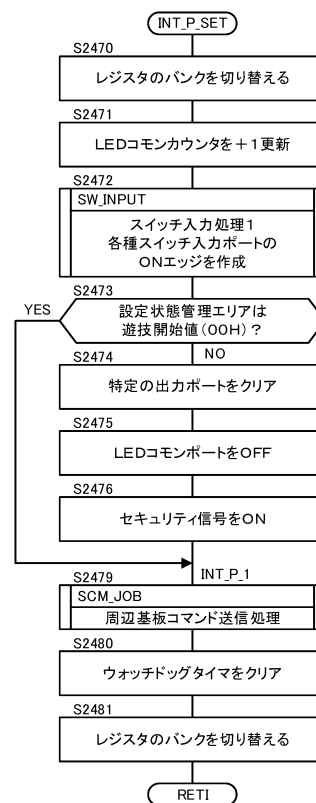 INT_P_SET
S2470
レジスタのバンクを切り替える
S2471
LEDコモンカウンタを＋1更新
S2472
SW_INPUT
スイッチ入力処理1
各種スイッチ入力ポートの
ONエッジを作成
S2473
YES
設定状態管理エリアは
遊技開始値(00H)？
NO
S2474
特定の出力ポートをクリア
S2475
LEDコモンポートをOFF
S2476
セキュリティ信号をON
INT_P_1
S2479
SCM_JOB
周辺基板コマンド送信処理
S2480
ウォッチドッグタイマをクリア
S2481
レジスタのバンクを切り替える
RETI